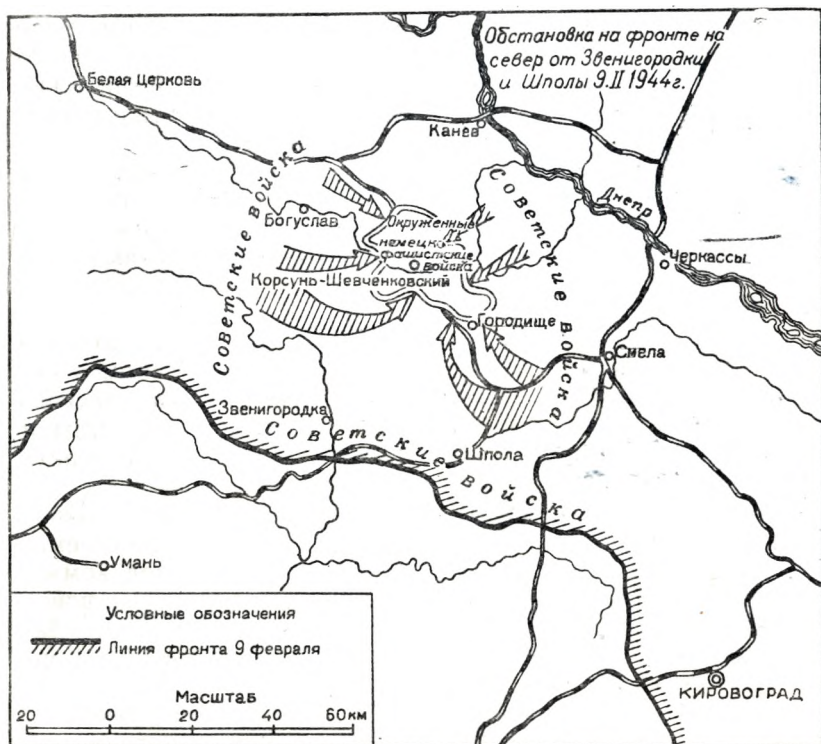 Обстановка на фронте на
север от Звенигородки
и Шполы 9.II 1944г.
Белая Церковь
Канев
Советские войска
Советские войска
Днепр
Богуслав
Окруженные
немецко-
фашистские
войска
Черкассы
Корсунь-Шевченковский
Городище
Смела
Звенигородка
Советские войска
Шпола
Умань
Условные обозначения
Линия фронта 9 февраля
Масштаб
20 0 20 40 60км
КИРОВОГРАД